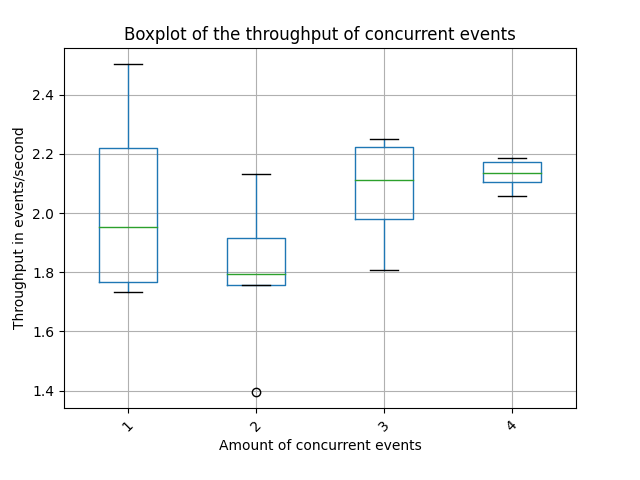 Boxplot of the throughput of concurrent events
Throughput in events/second
2.4
2.2
2.0
1.8
1.6
1.4
1 2 3 4
Amount of concurrent events